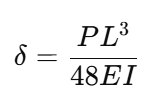 δ = PL³ / 48EI